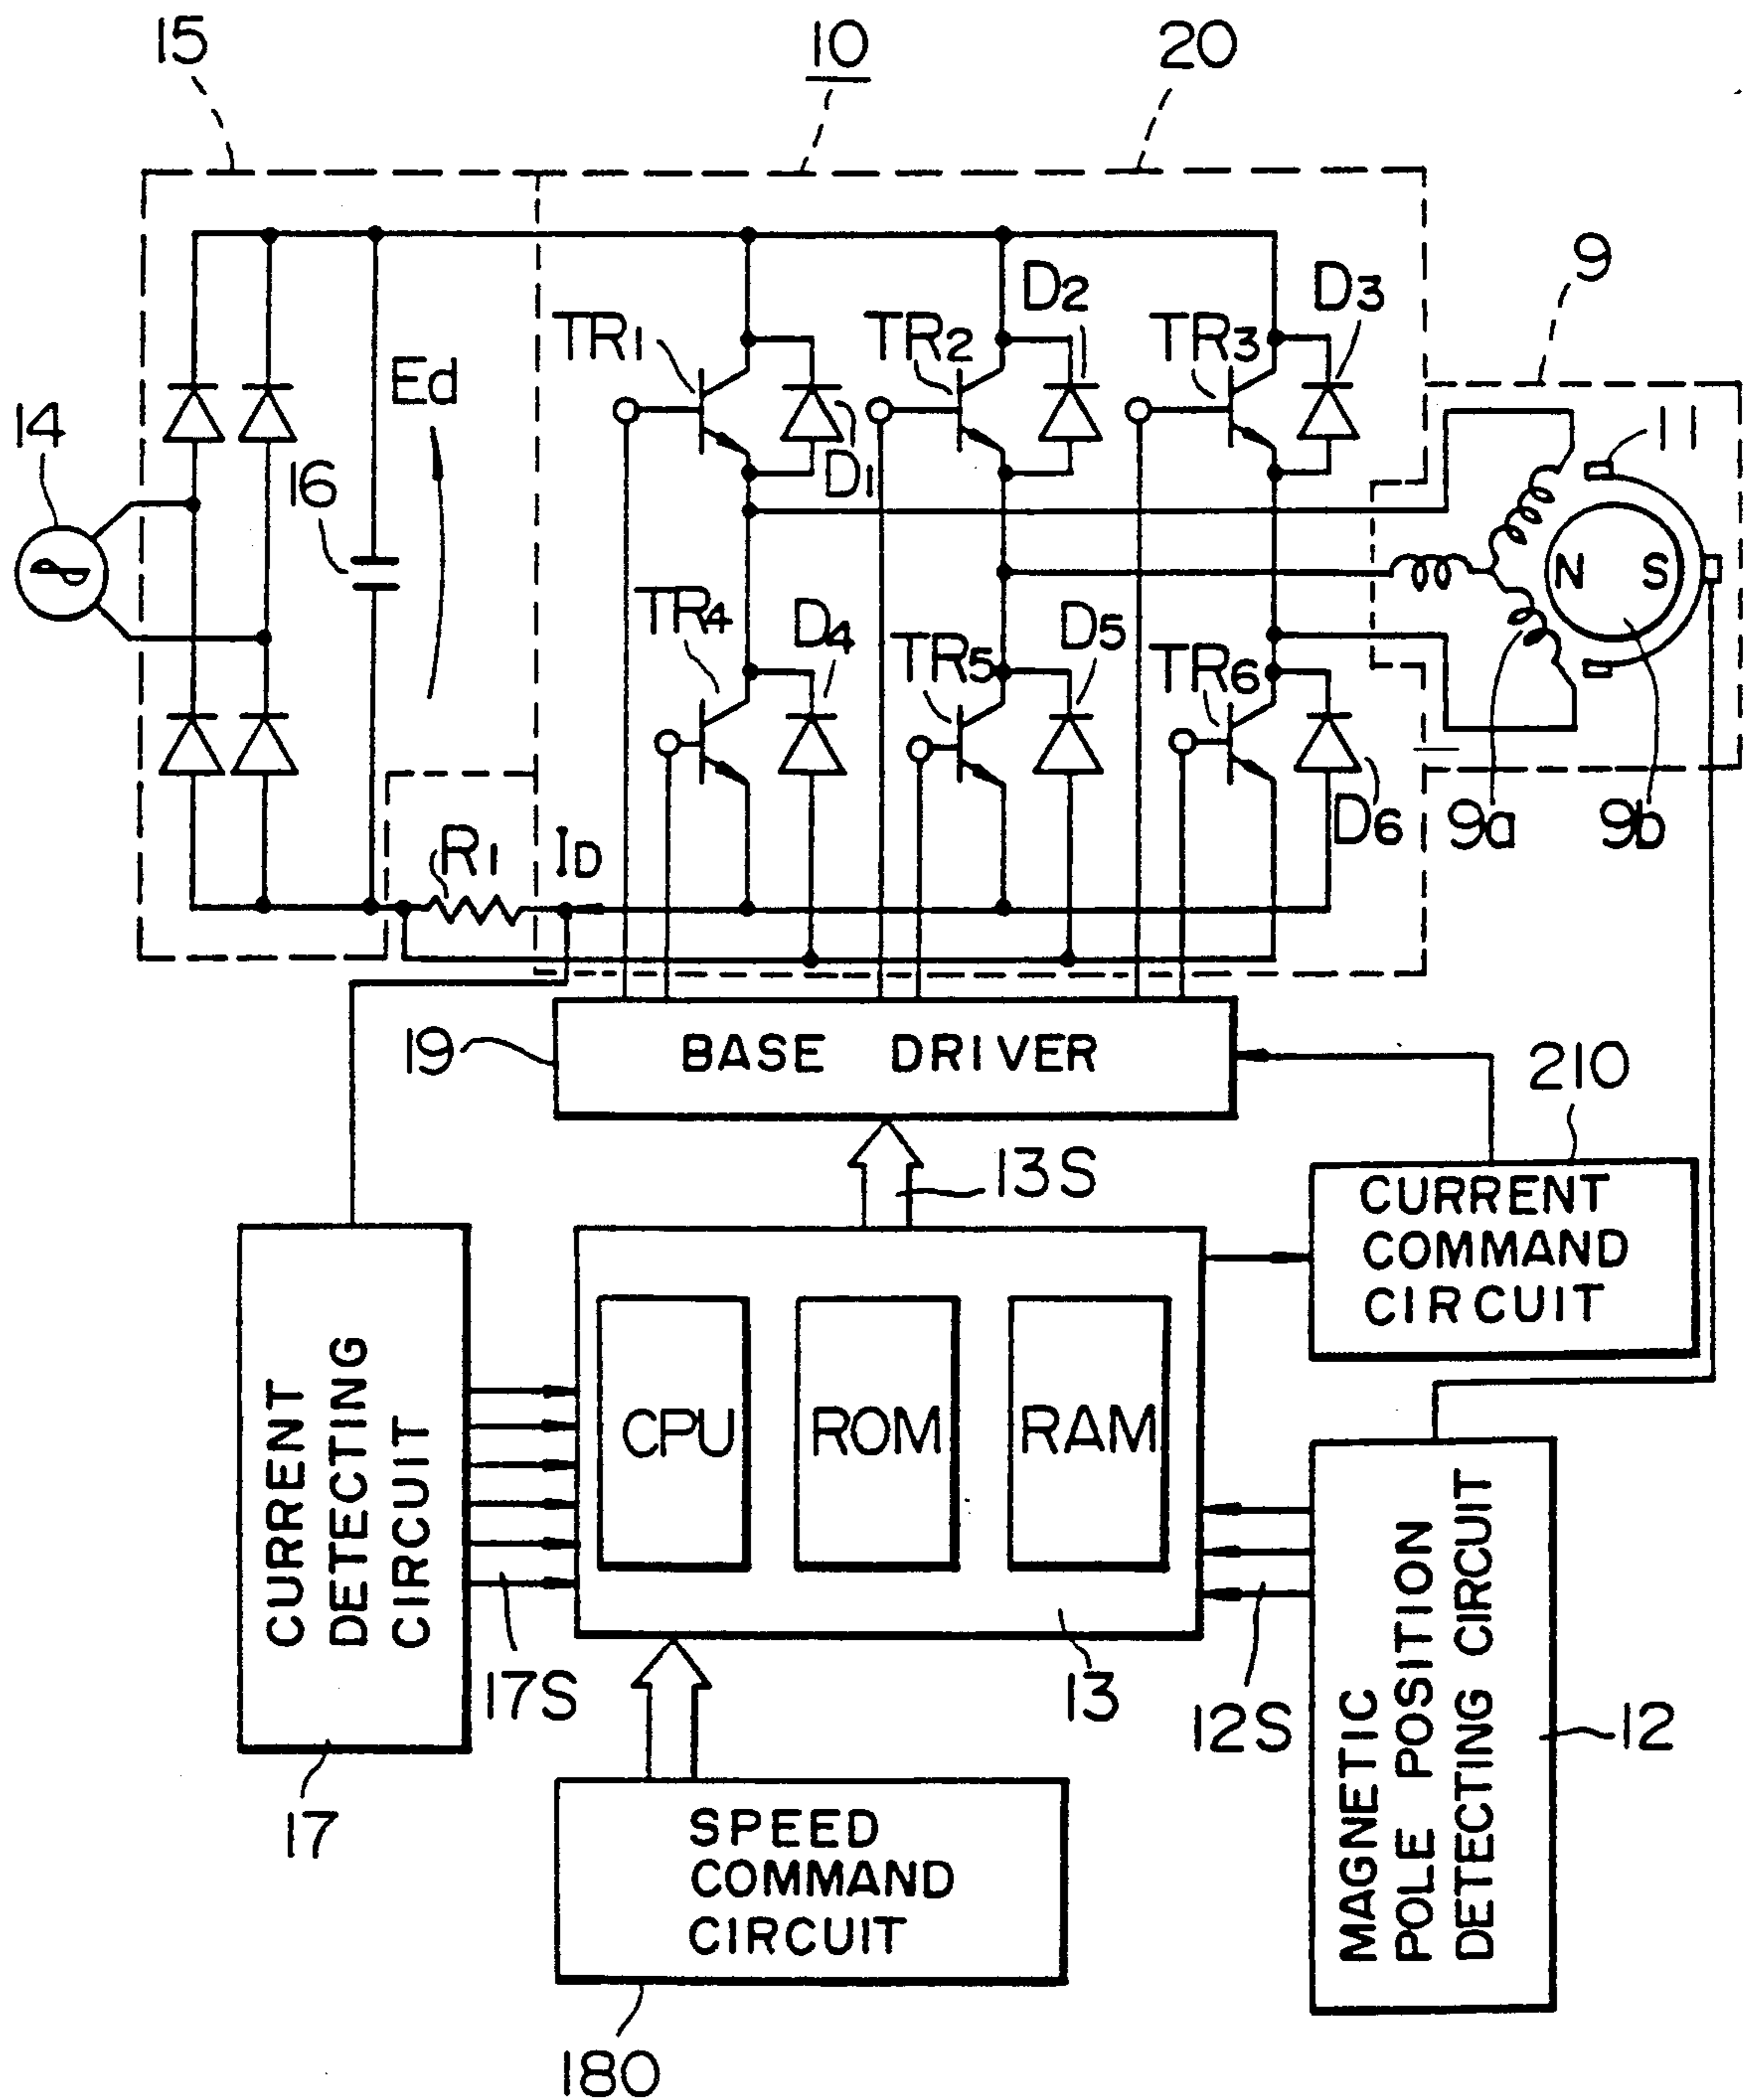 15
10
20
9
14
16
Ed
TR1
D1
TR2
D2
TR3
D3
11
N S
TR4
D4
TR5
D5
TR6
D6
9a
9b
R1
ID
19
BASE DRIVER
210
13S
CURRENT
COMMAND
CIRCUIT
CURRENT
DETECTING
CIRCUIT
CPU
ROM
RAM
17S
13
12S
MAGNETIC
POLE POSITION
DETECTING CIRCUIT
12
17
SPEED
COMMAND
CIRCUIT
180